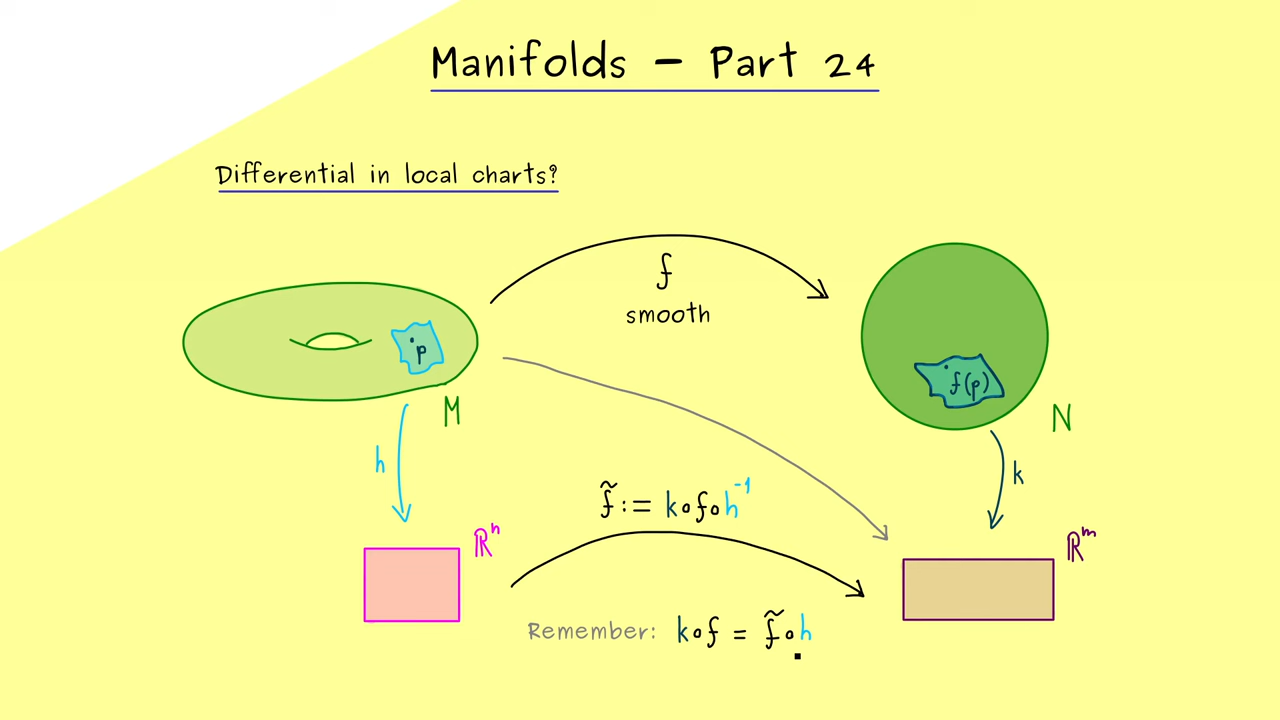 Manifolds – Part 24
Differential in local charts?
f
smooth
p
f(p)
M
N
h
k
f̃ := k∘f∘h⁻¹
ℝⁿ
ℝᵐ
Remember: k∘f = f̃∘h